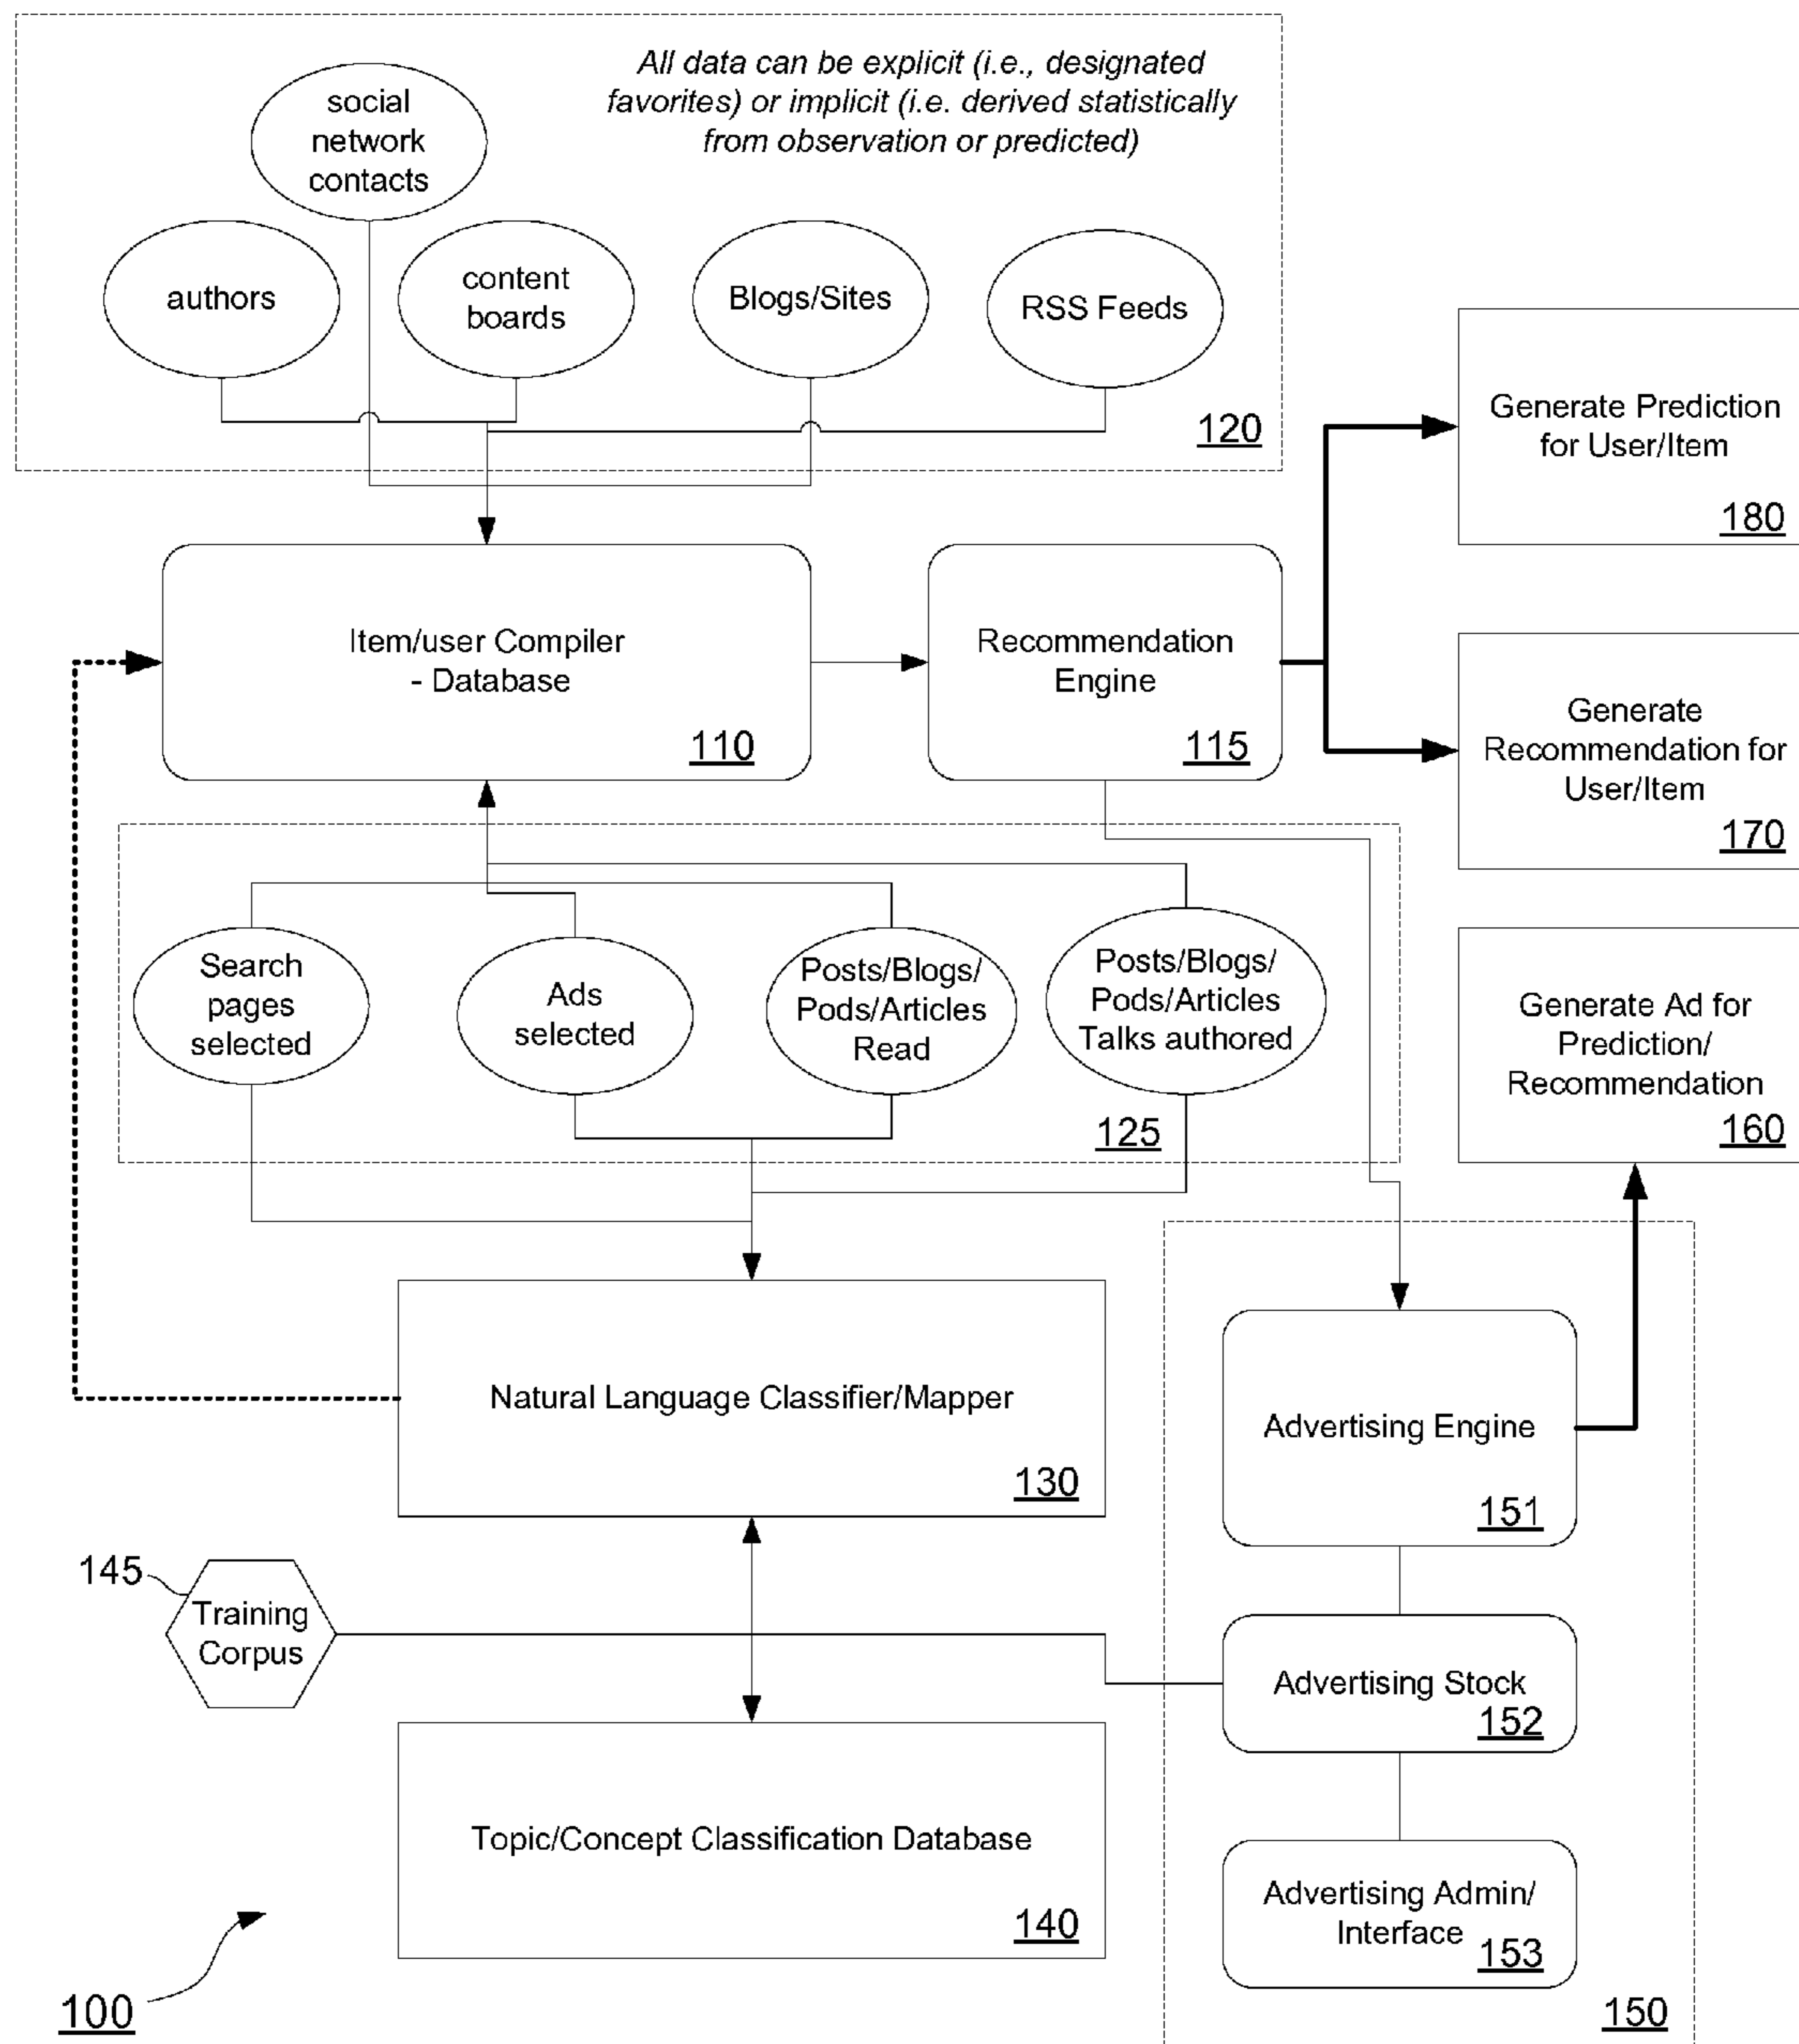 All data can be explicit (i.e., designated
favorites) or implicit (i.e. derived statistically
from observation or predicted)
social
network
contacts
authors
content
boards
Blogs/Sites
RSS Feeds
120
Generate Prediction
for User/Item
180
Item/user Compiler
- Database
110
Recommendation
Engine
115
Generate
Recommendation for
User/Item
170
Search
pages
selected
Ads
selected
Posts/Blogs/
Pods/Articles
Read
Posts/Blogs/
Pods/Articles
Talks authored
125
Generate Ad for
Prediction/
Recommendation
160
Natural Language Classifier/Mapper
130
Advertising Engine
151
145
Training
Corpus
Advertising Stock
152
Topic/Concept Classification Database
140
Advertising Admin/
Interface
153
100
150